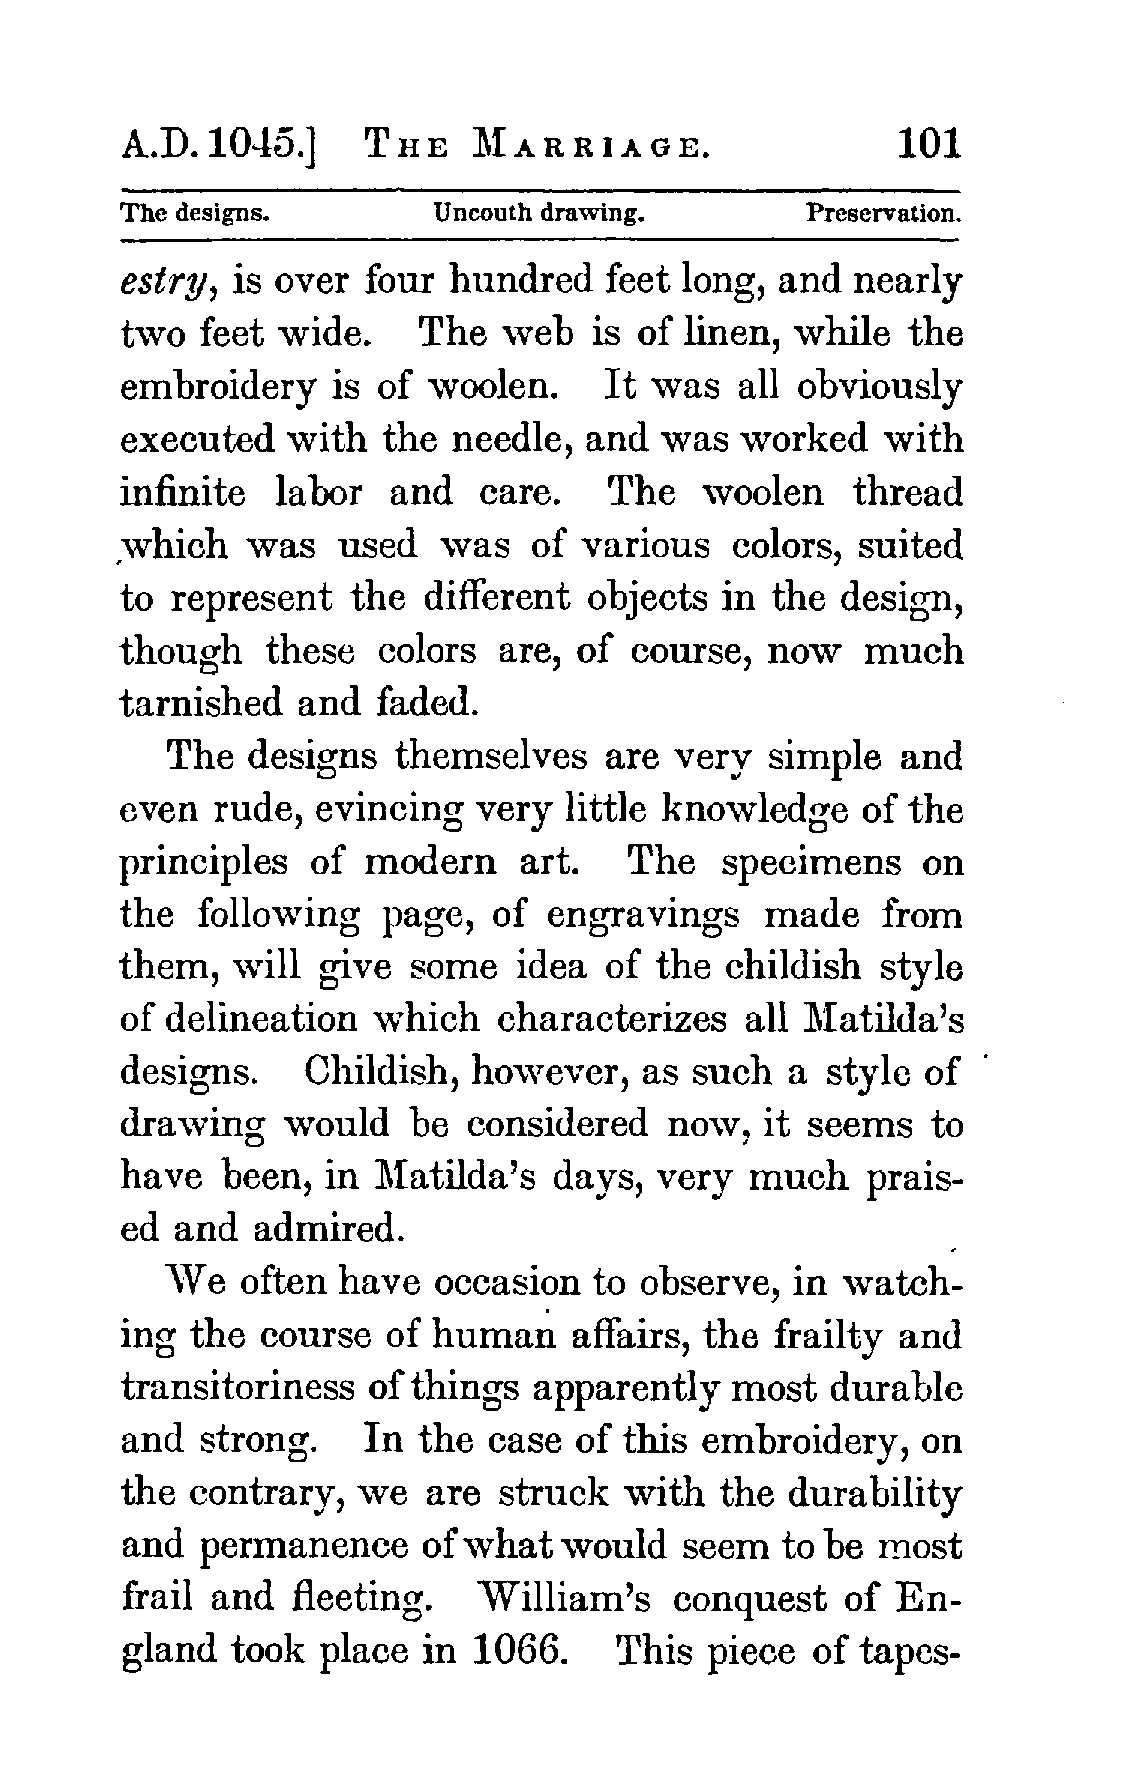 A.D. 1045.] THE MARRIAGE. 101
The designs. Uncouth drawing. Preservation.
estry, is over four hundred feet long, and nearly
two feet wide. The web is of linen, while the
embroidery is of woolen. It was all obviously
executed with the needle, and was worked with
infinite labor and care. The woolen thread
which was used was of various colors, suited
to represent the different objects in the design,
though these colors are, of course, now much
tarnished and faded.
The designs themselves are very simple and
even rude, evincing very little knowledge of the
principles of modern art. The specimens on
the following page, of engravings made from
them, will give some idea of the childish style
of delineation which characterizes all Matilda's
designs. Childish, however, as such a style of
drawing would be considered now, it seems to
have been, in Matilda's days, very much prais-
ed and admired.
We often have occasion to observe, in watch-
ing the course of human affairs, the frailty and
transitoriness of things apparently most durable
and strong. In the case of this embroidery, on
the contrary, we are struck with the durability
and permanence of what would seem to be most
frail and fleeting. William's conquest of En-
gland took place in 1066. This piece of tapes-